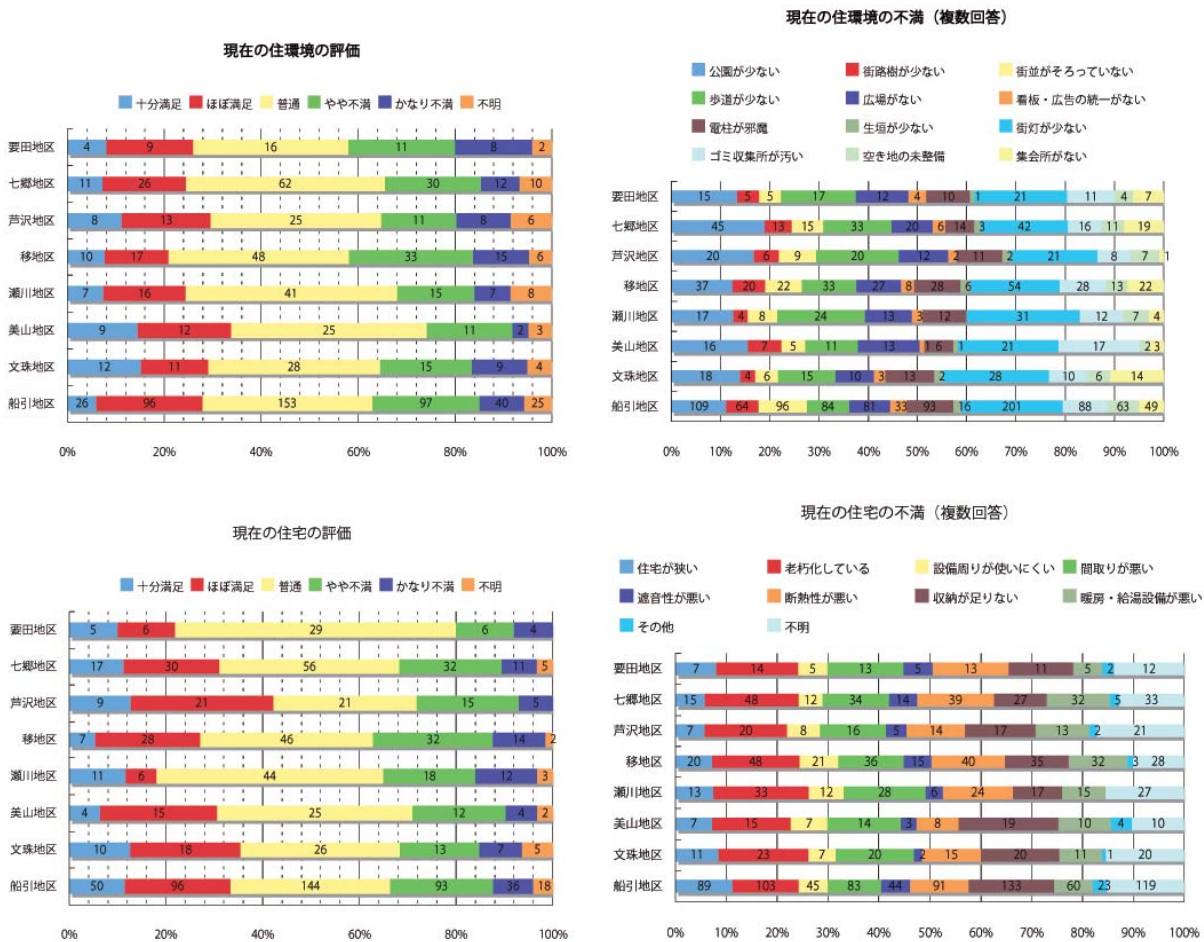 現在の住環境の評価
十分満足 ほぼ満足 普通 やや不満 かなり不満 不明
要田地区 4 9 16 11 8 2
七郷地区 11 26 62 30 12 10
芦沢地区 8 13 25 11 8 6
移地区 10 17 48 33 15 6
瀬川地区 7 16 41 15 7 8
美山地区 9 12 25 11 2 3
文珠地区 12 11 28 15 9 4
船引地区 26 96 153 97 40 25
0% 20% 40% 60% 80% 100%
現在の住環境の不満（複数回答）
公園が少ない 街路樹が少ない 街並がそろっていない
歩道が少ない 広場がない 看板・広告の統一がない
電柱が邪魔 生垣が少ない 街灯が少ない
ゴミ収集所が汚い 空き地の未整備 集会所がない
要田地区 15 5 5 17 12 4 10 1 21 11 4 7
七郷地区 45 13 15 33 20 6 14 3 42 16 11 19
芦沢地区 20 6 9 20 12 2 11 2 21 8 7 1
移地区 37 20 22 33 27 8 28 6 54 28 13 22
瀬川地区 17 4 8 24 13 3 12 31 12 7 4
美山地区 16 7 5 11 13 1 6 1 21 17 2 3
文珠地区 18 4 6 15 10 3 13 2 28 10 6 14
船引地区 109 64 96 84 81 33 93 16 201 88 63 49
0% 10% 20% 30% 40% 50% 60% 70% 80% 90% 100%
現在の住宅の評価
十分満足 ほぼ満足 普通 やや不満 かなり不満 不明
要田地区 5 6 29 6 4
七郷地区 17 30 56 32 11 5
芦沢地区 9 21 21 15 5
移地区 7 28 46 32 14 2
瀬川地区 11 6 44 18 12 3
美山地区 4 15 25 12 4 2
文珠地区 10 18 26 13 7 5
船引地区 50 96 144 93 36 18
0% 20% 40% 60% 80% 100%
現在の住宅の不満（複数回答）
住宅が狭い 老朽化している 設備周りが使いにくい 間取りが悪い
遮音性が悪い 断熱性が悪い 収納が足りない 暖房・給湯設備が悪い
その他 不明
要田地区 7 14 5 13 5 13 11 5 2 12
七郷地区 15 48 12 34 14 39 27 32 5 33
芦沢地区 7 20 8 16 5 14 17 13 2 21
移地区 20 48 21 36 15 40 35 32 3 28
瀬川地区 13 33 12 28 6 24 17 15 27
美山地区 7 15 7 14 3 8 19 10 4 10
文珠地区 11 23 7 20 2 15 20 11 1 20
船引地区 89 103 45 83 44 91 133 60 23 119
0% 10% 20% 30% 40% 50% 60% 70% 80% 90% 100%